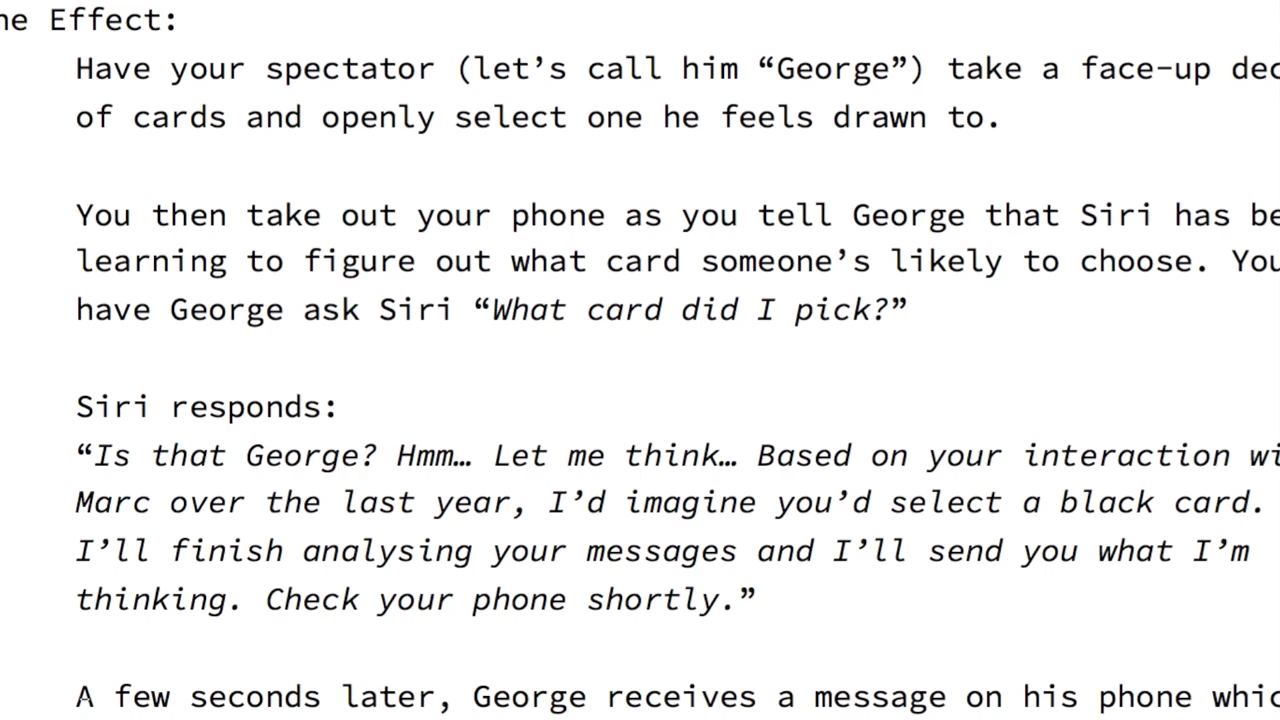 ne Effect:
Have your spectator (let’s call him “George”) take a face-up dec
of cards and openly select one he feels drawn to.
You then take out your phone as you tell George that Siri has be
learning to figure out what card someone’s likely to choose. You
have George ask Siri “What card did I pick?”
Siri responds:
“Is that George? Hmm… Let me think… Based on your interaction wi
Marc over the last year, I’d imagine you’d select a black card.
I’ll finish analysing your messages and I’ll send you what I’m
thinking. Check your phone shortly.”
A few seconds later, George receives a message on his phone whic